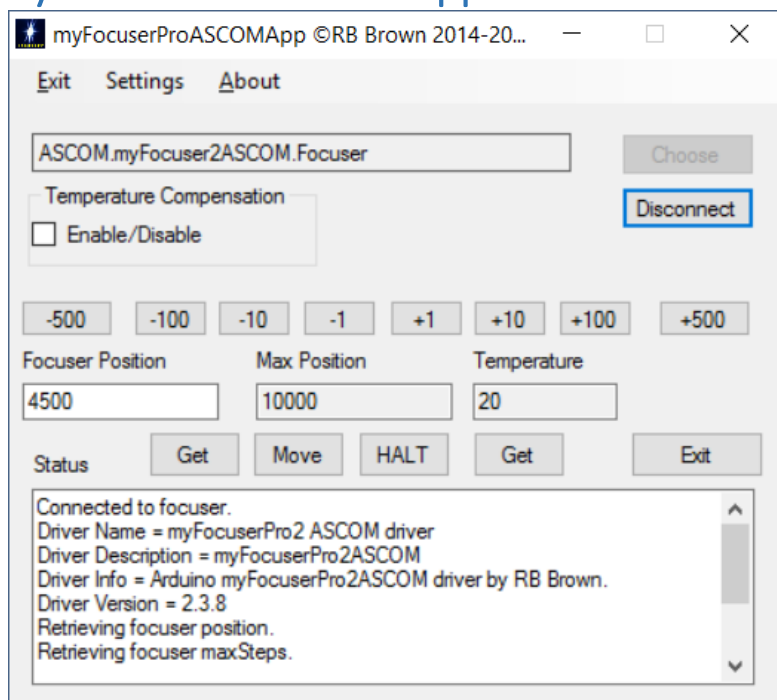 myFocuserProASCOMApp ©RB Brown 2014-20...
Exit Settings About
ASCOM.myFocuser2ASCOM.Focuser
Choose
Temperature Compensation
Disconnect
Enable/Disable
-500 -100 -10 -1 +1 +10 +100 +500
Focuser Position Max Position Temperature
4500 10000 20
Status Get Move HALT Get Exit
Connected to focuser.
Driver Name = myFocuserPro2 ASCOM driver
Driver Description = myFocuserPro2ASCOM
Driver Info = Arduino myFocuserPro2ASCOM driver by RB Brown.
Driver Version = 2.3.8
Retrieving focuser position.
Retrieving focuser maxSteps.